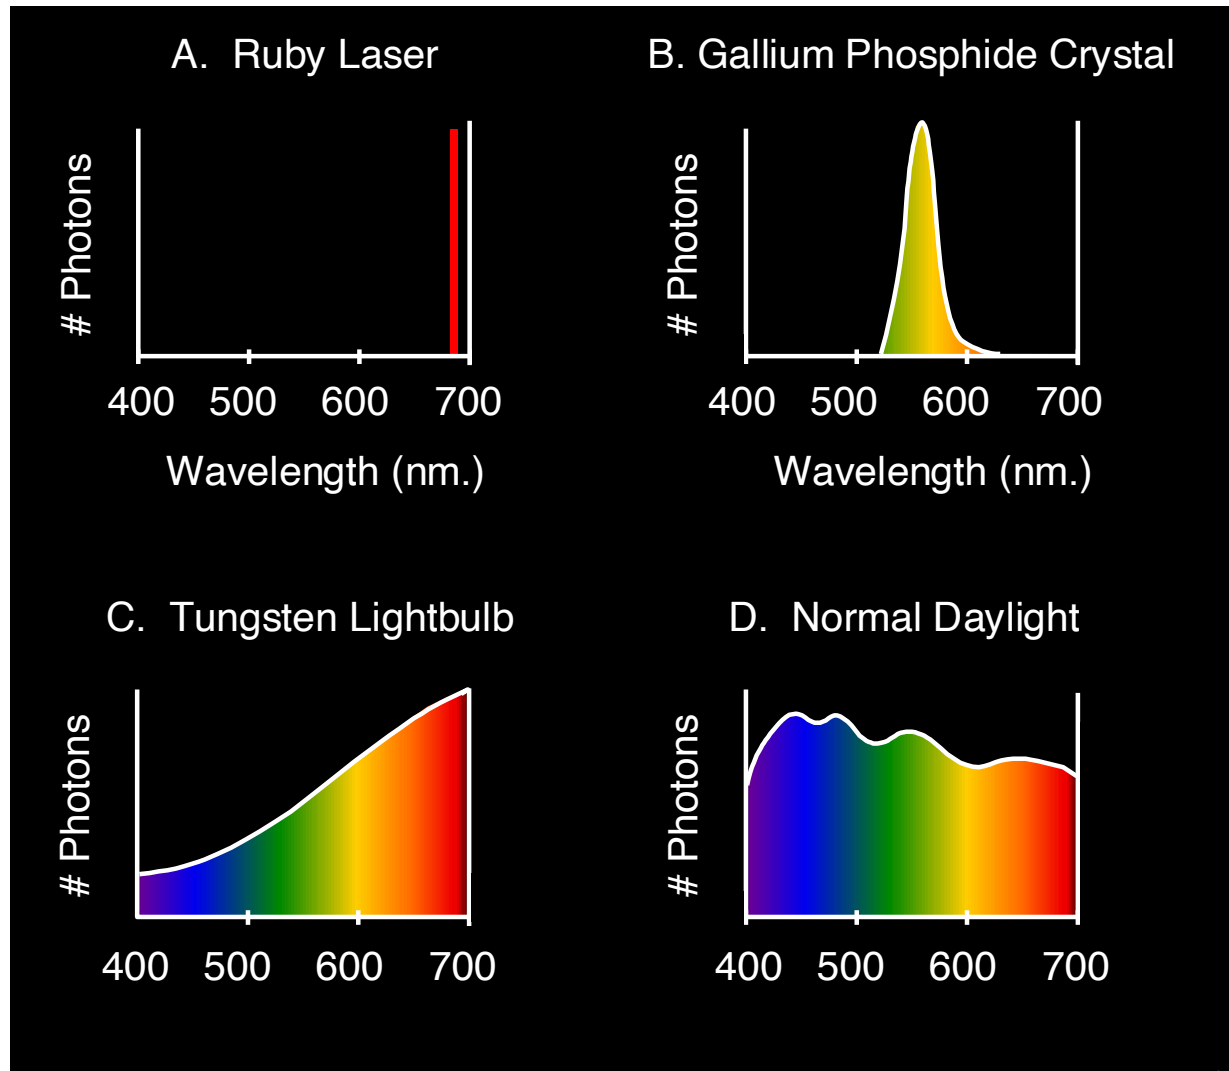 A. Ruby Laser
# Photons
400 500 600 700
Wavelength (nm.)
B. Gallium Phosphide Crystal
# Photons
400 500 600 700
Wavelength (nm.)
C. Tungsten Lightbulb
# Photons
400 500 600 700
D. Normal Daylight
# Photons
400 500 600 700